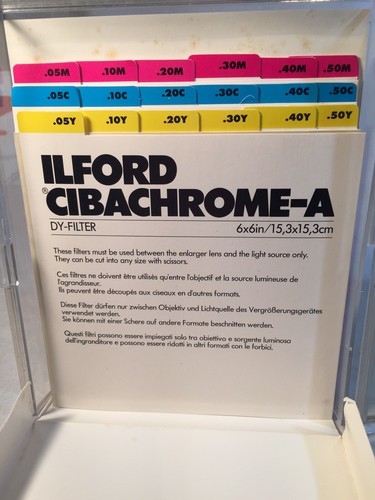 .05M .10M .20M .30M .40M .50M
.05C .10C .20C .30C .40C .50C
.05Y .10Y .20Y .30Y .40Y .50Y
ILFORD
®CIBACHROME-A
DY-FILTER 6x6in/15,3x15,3cm
These filters must be used between the enlarger lens and the light source only.
They can be cut into any size with scissors.
Ces filtres ne doivent être utilisés qu'entre l'objectif et la source lumineuse de
l'agrandisseur.
Ils peuvent être découpés aux ciseaux en d'autres formats.
Diese Filter dürfen nur zwischen Objektiv und Lichtquelle des Vergrößerungsgerätes
verwendet werden.
Sie können mit einer Schere auf andere Formate beschnitten werden.
Questi filtri possono essere impiegati solo tra obiettivo e sorgente luminosa
dell'ingranditore e possono essere ridotti in altri formati con le forbici.